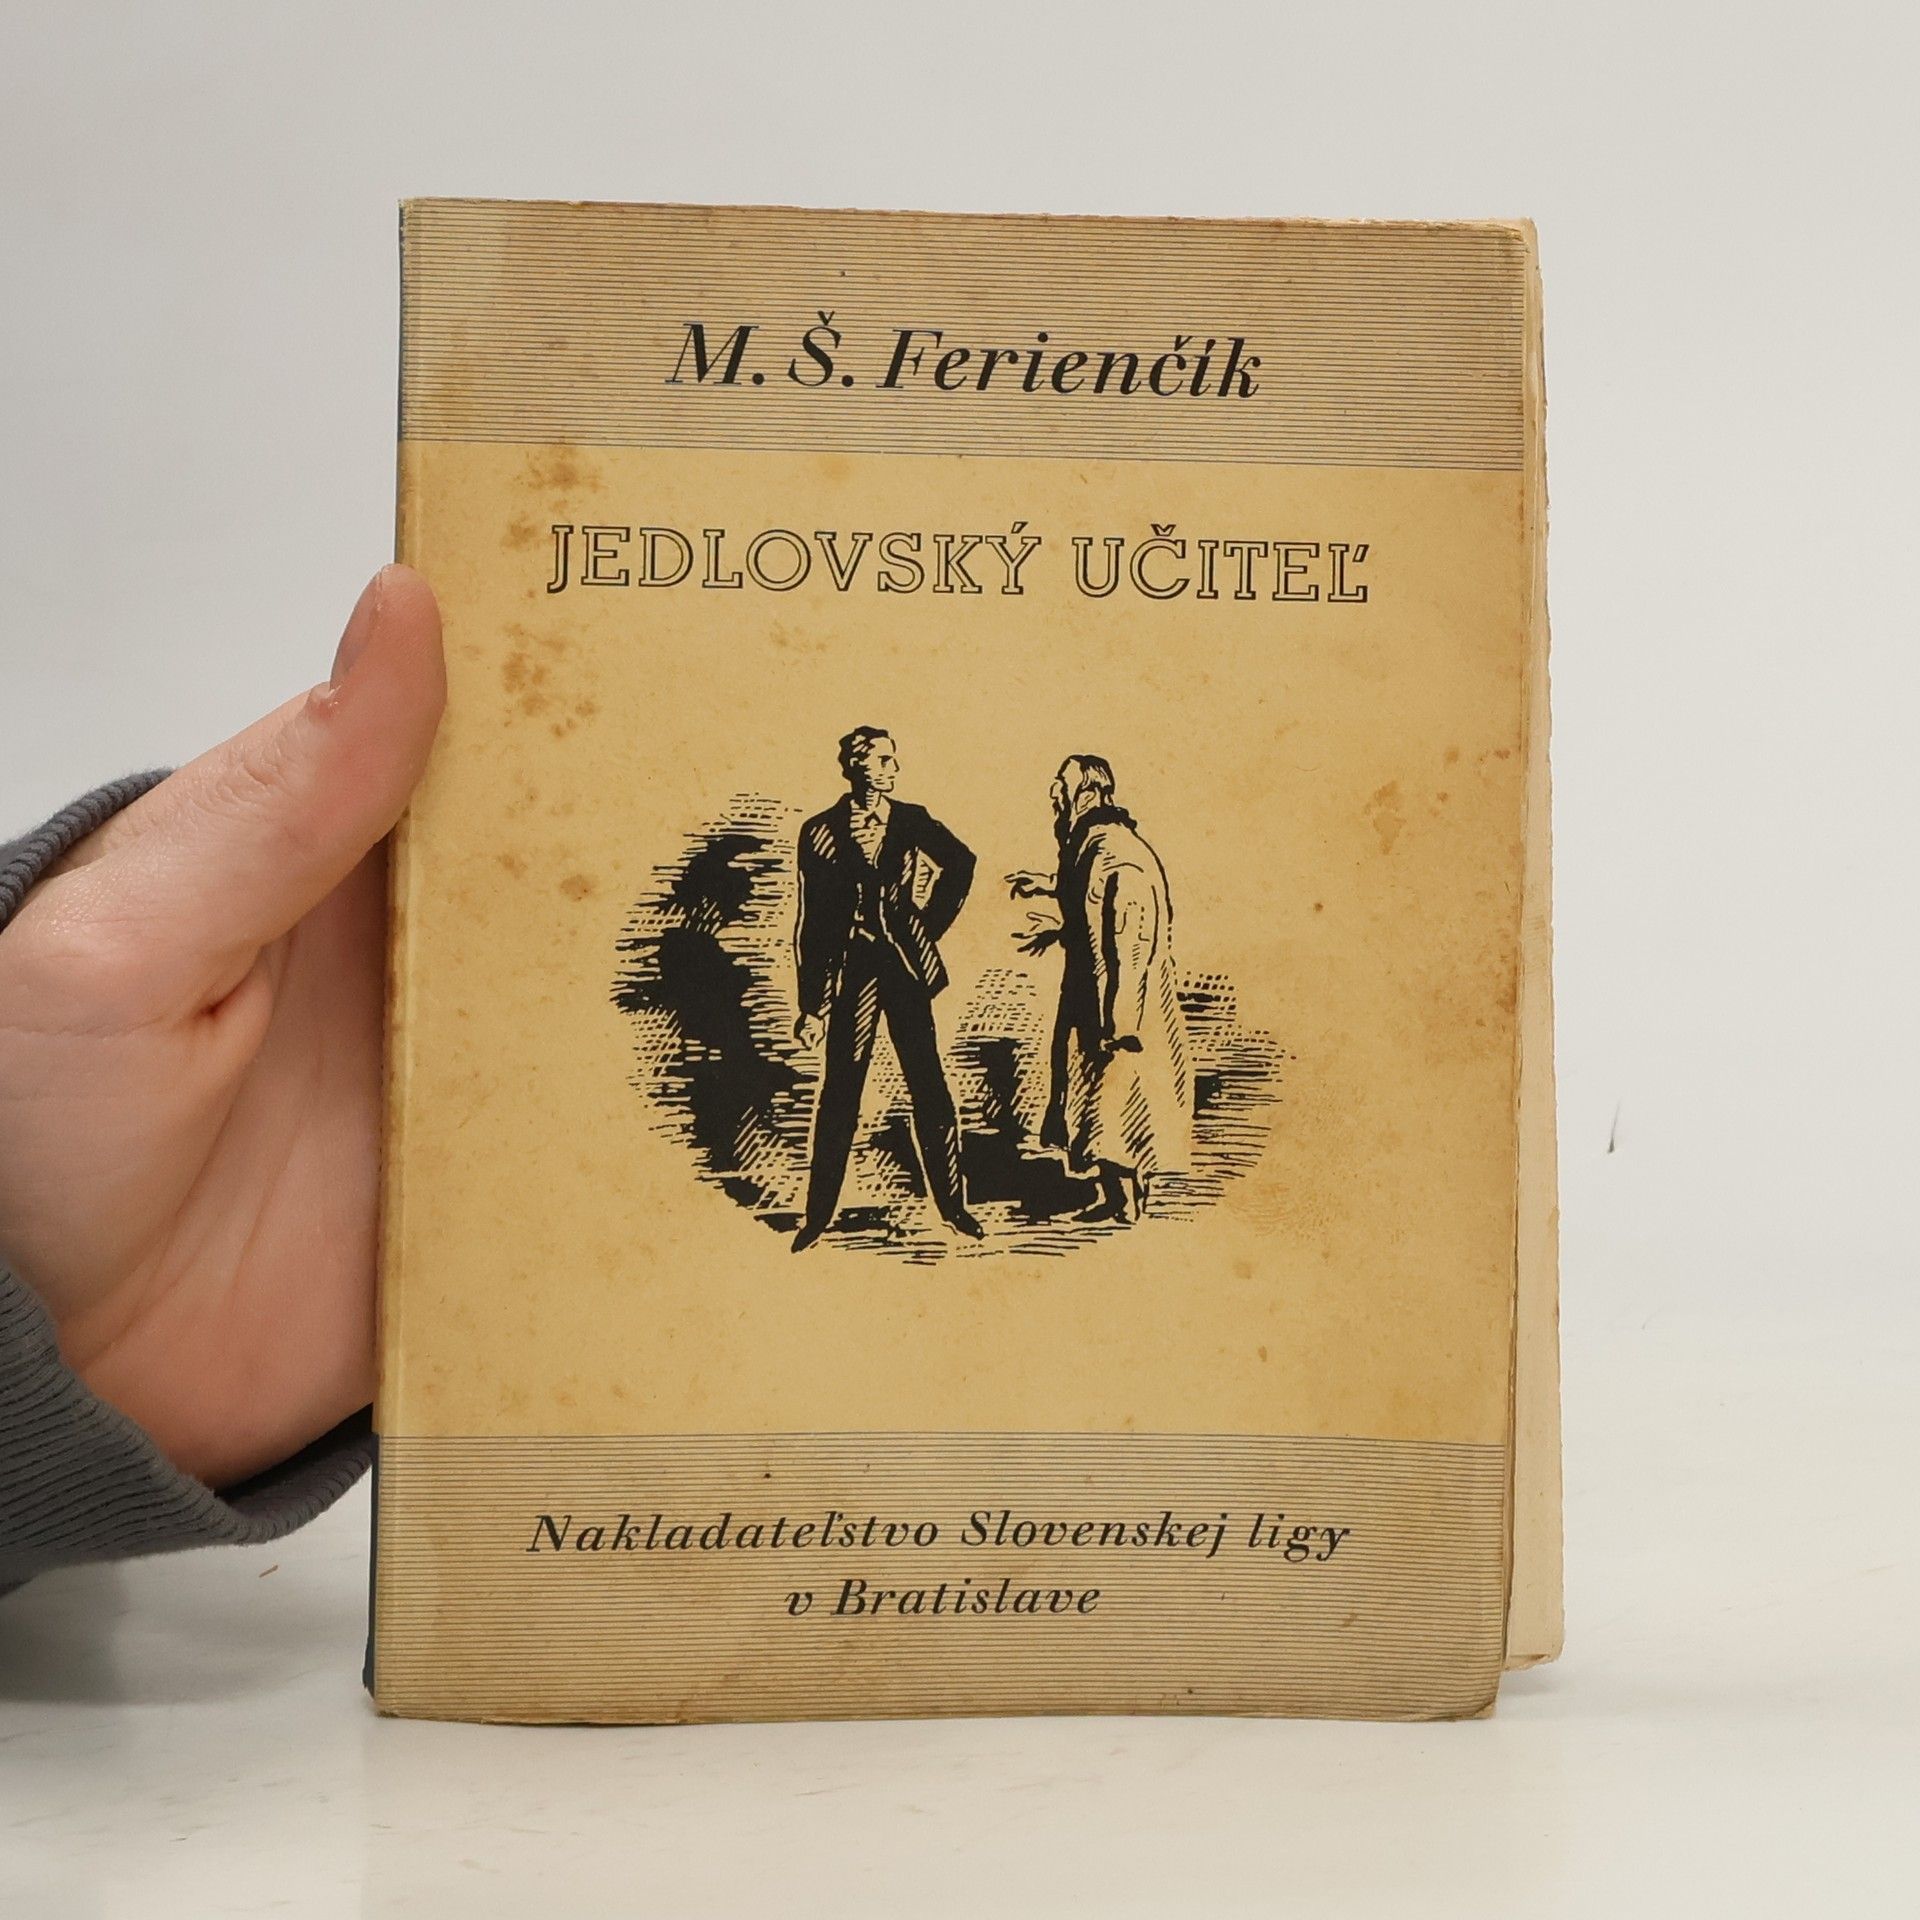 M. Š. Ferienčík
JEDLOVSKÝ UČITEĽ
Nakladateľstvo Slovenskej ligy
v Bratislave